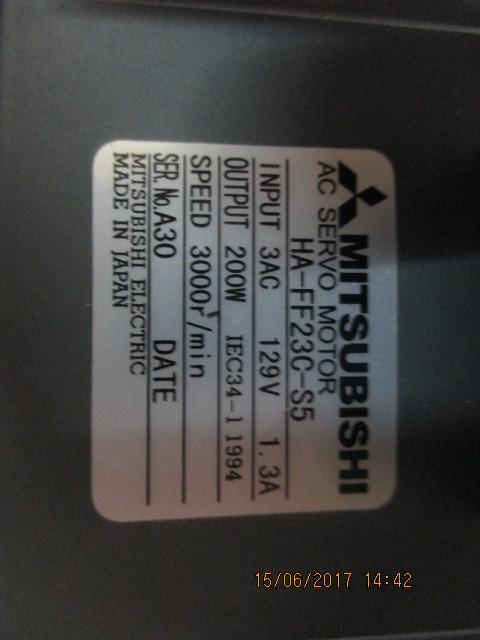 MITSUBISHI
AC SERVO MOTOR
HA-FF23C-S5
INPUT 3AC 129V 1.3A
OUTPUT 200W IEC34-1 1994
SPEED 3000r/min
SER.No.A30 DATE
MITSUBISHI ELECTRIC
MADE IN JAPAN
15/06/2017 14:42